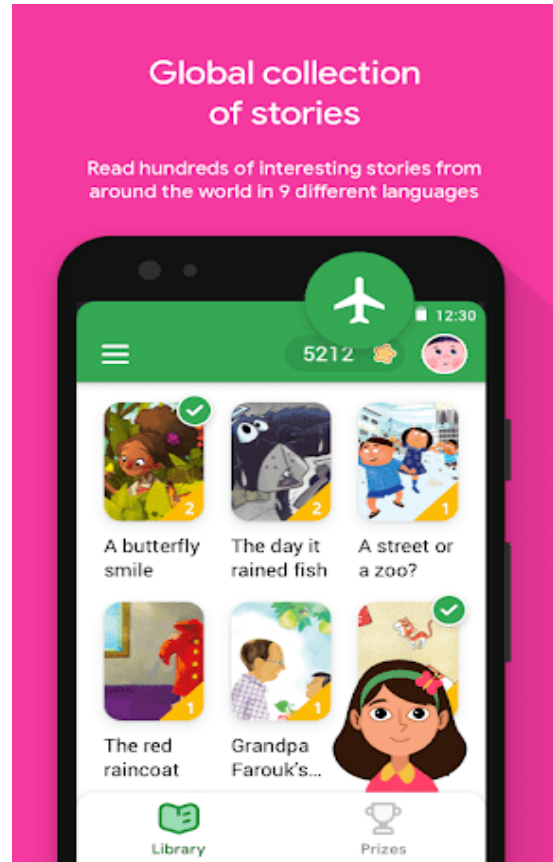 Global collection
of stories
Read hundreds of interesting stories from
around the world in 9 different languages
12:30
5212
2
2
1
A butterfly
smile
The day it
rained fish
A street or
a zoo?
1
1
The red
raincoat
Grandpa
Farouk's...
Library
Prizes